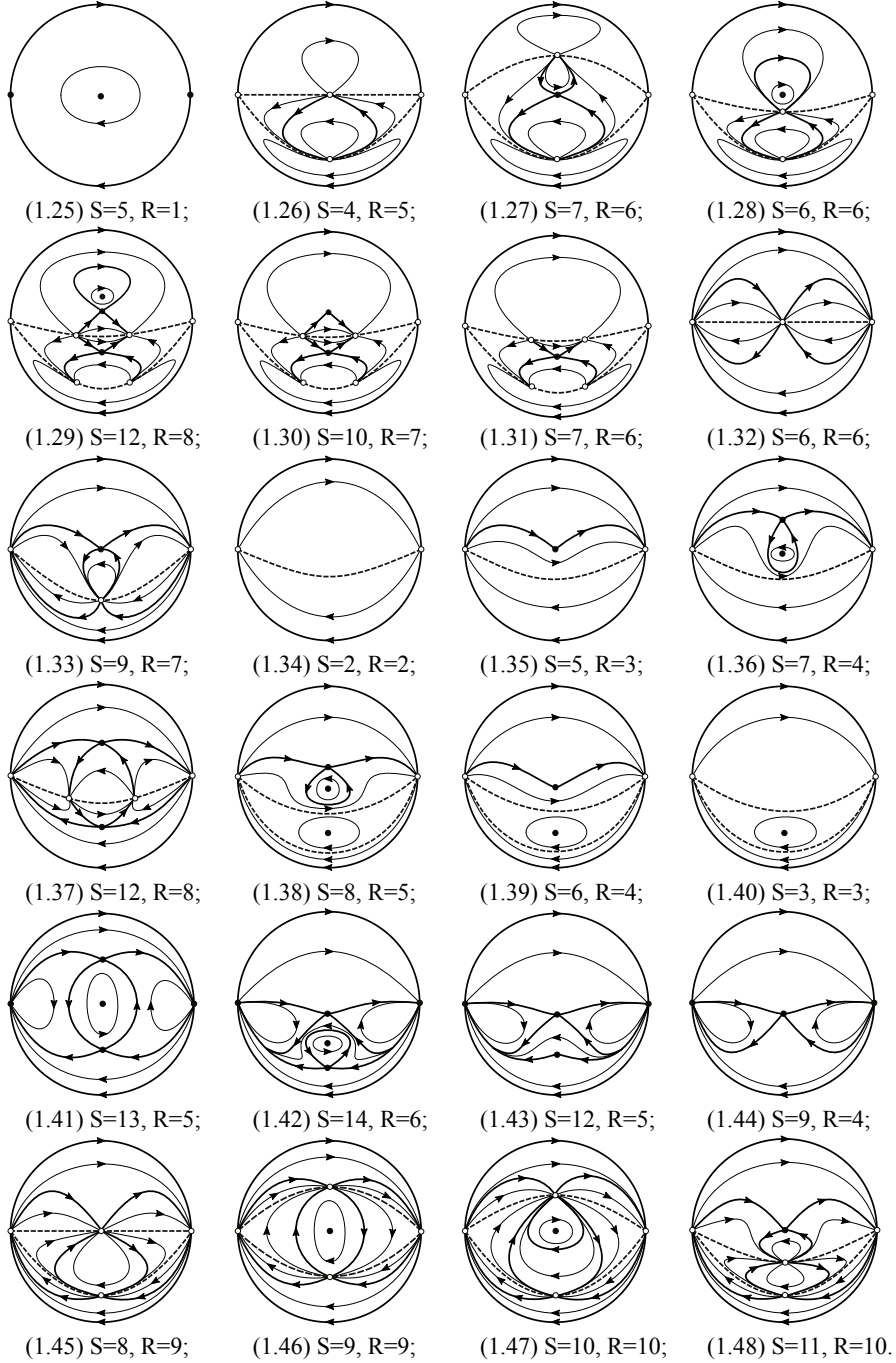 (1.25) S=5, R=1; (1.26) S=4, R=5; (1.27) S=7, R=6; (1.28) S=6, R=6;
(1.29) S=12, R=8; (1.30) S=10, R=7; (1.31) S=7, R=6; (1.32) S=6, R=6;
(1.33) S=9, R=7; (1.34) S=2, R=2; (1.35) S=5, R=3; (1.36) S=7, R=4;
(1.37) S=12, R=8; (1.38) S=8, R=5; (1.39) S=6, R=4; (1.40) S=3, R=3;
(1.41) S=13, R=5; (1.42) S=14, R=6; (1.43) S=12, R=5; (1.44) S=9, R=4;
(1.45) S=8, R=9; (1.46) S=9, R=9; (1.47) S=10, R=10; (1.48) S=11, R=10.